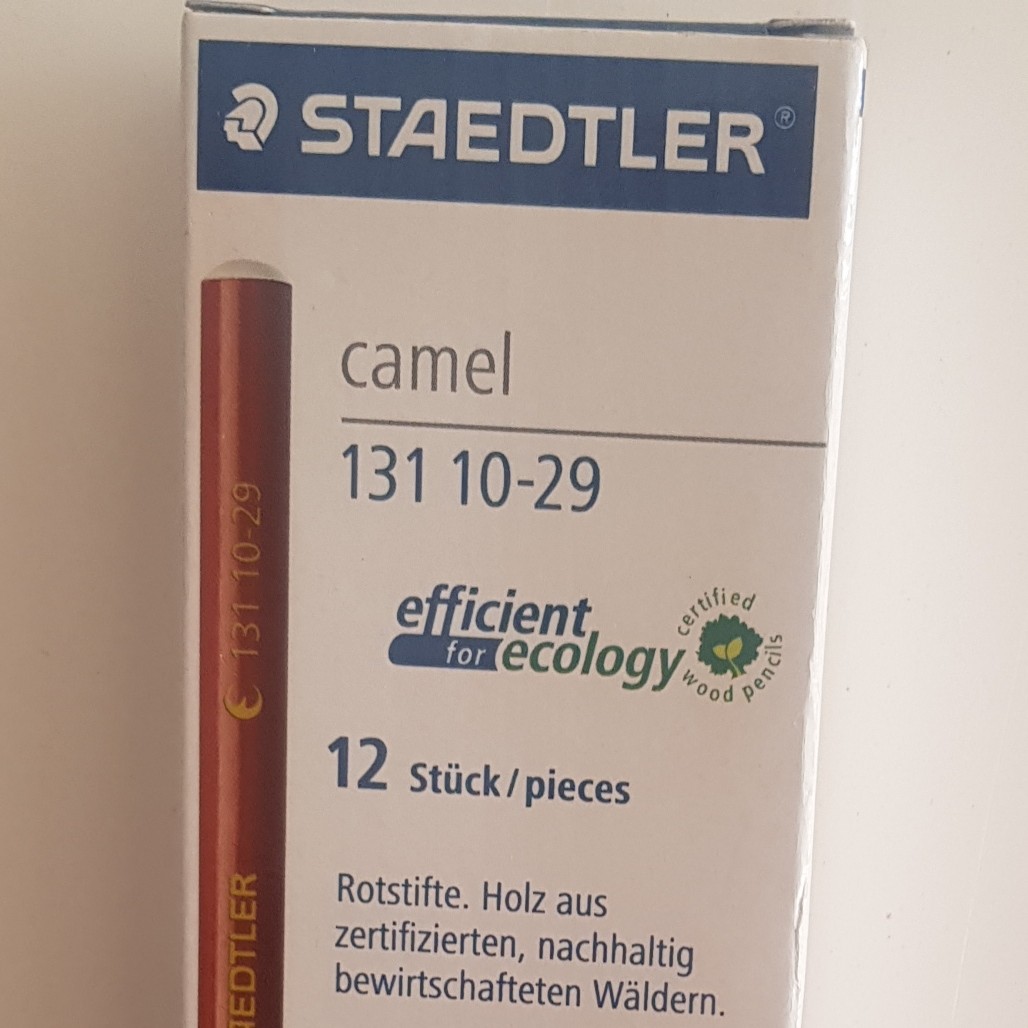 STAEDTLER®
camel
131 10-29
efficient
for ecology
certified
wood pencils
12 Stück/pieces
Rotstifte. Holz aus
zertifizierten, nachhaltig
bewirtschafteten Wäldern.
AEDTLER 131 10-29